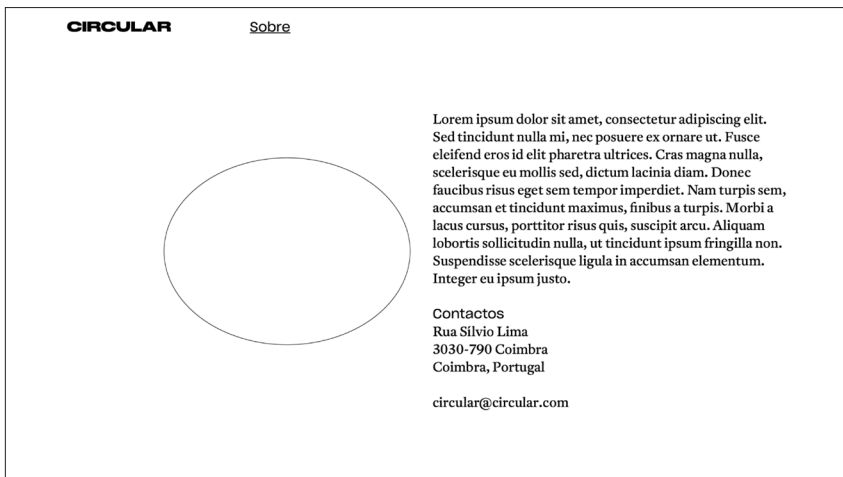 CIRCULAR
Sobre
Lorem ipsum dolor sit amet, consectetur adipiscing elit.
Sed tincidunt nulla mi, nec posuere ex ornare ut. Fusce
eleifend eros id elit pharetra ultrices. Cras magna nulla,
scelerisque eu mollis sed, dictum lacinia diam. Donec
faucibus risus eget sem tempor imperdiet. Nam turpis sem,
accumsan et tincidunt maximus, finibus a turpis. Morbi a
lacus cursus, porttitor risus quis, suscipit arcu. Aliquam
lobortis sollicitudin nulla, ut tincidunt ipsum fringilla non.
Suspendisse scelerisque ligula in accumsan elementum.
Integer eu ipsum justo.
Contactos
Rua Sílvio Lima
3030-790 Coimbra
Coimbra, Portugal
circular@circular.com